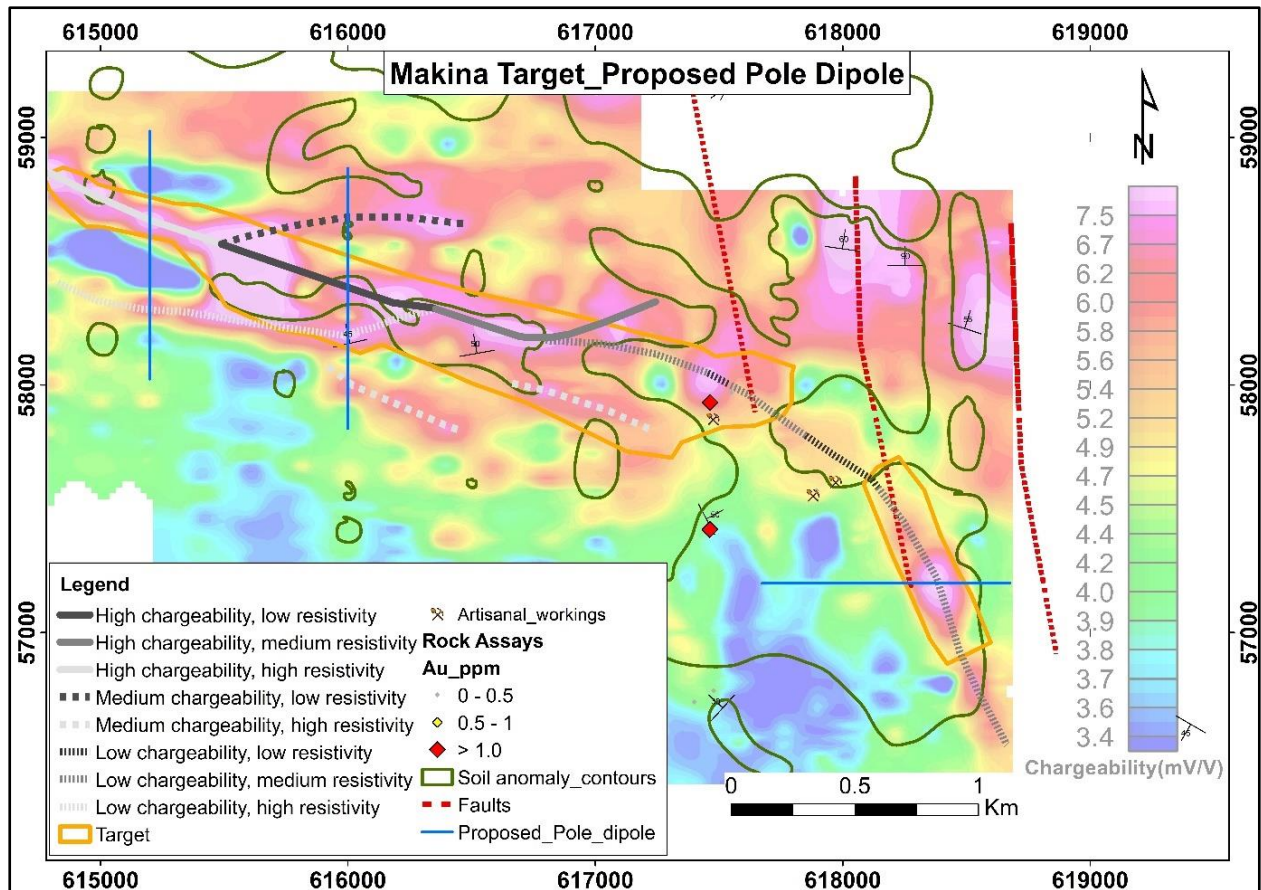 615000 616000 617000 618000 619000
Makina Target_Proposed Pole Dipole
59000 59000
N
60
90
55
7.5
6.7
6.2
6.0
5.8
5.6
5.4
5.2
4.9
4.7
4.5
4.4
4.2
4.0
3.9
3.8
3.7
3.6
3.4
Chargeability(mV/V)
45
58000 58000
50
57000 57000
Legend
High chargeability, low resistivity
High chargeability, medium resistivity
High chargeability, high resistivity
Medium chargeability, low resistivity
Medium chargeability, high resistivity
Low chargeability, low resistivity
Low chargeability, medium resistivity
Low chargeability, high resistivity
Target
Artisanal_workings
Rock Assays
Au_ppm
0 - 0.5
0.5 - 1
> 1.0
Soil anomaly_contours
Faults
Proposed_Pole_dipole
0 0.5 1
Km
615000 616000 617000 618000 619000